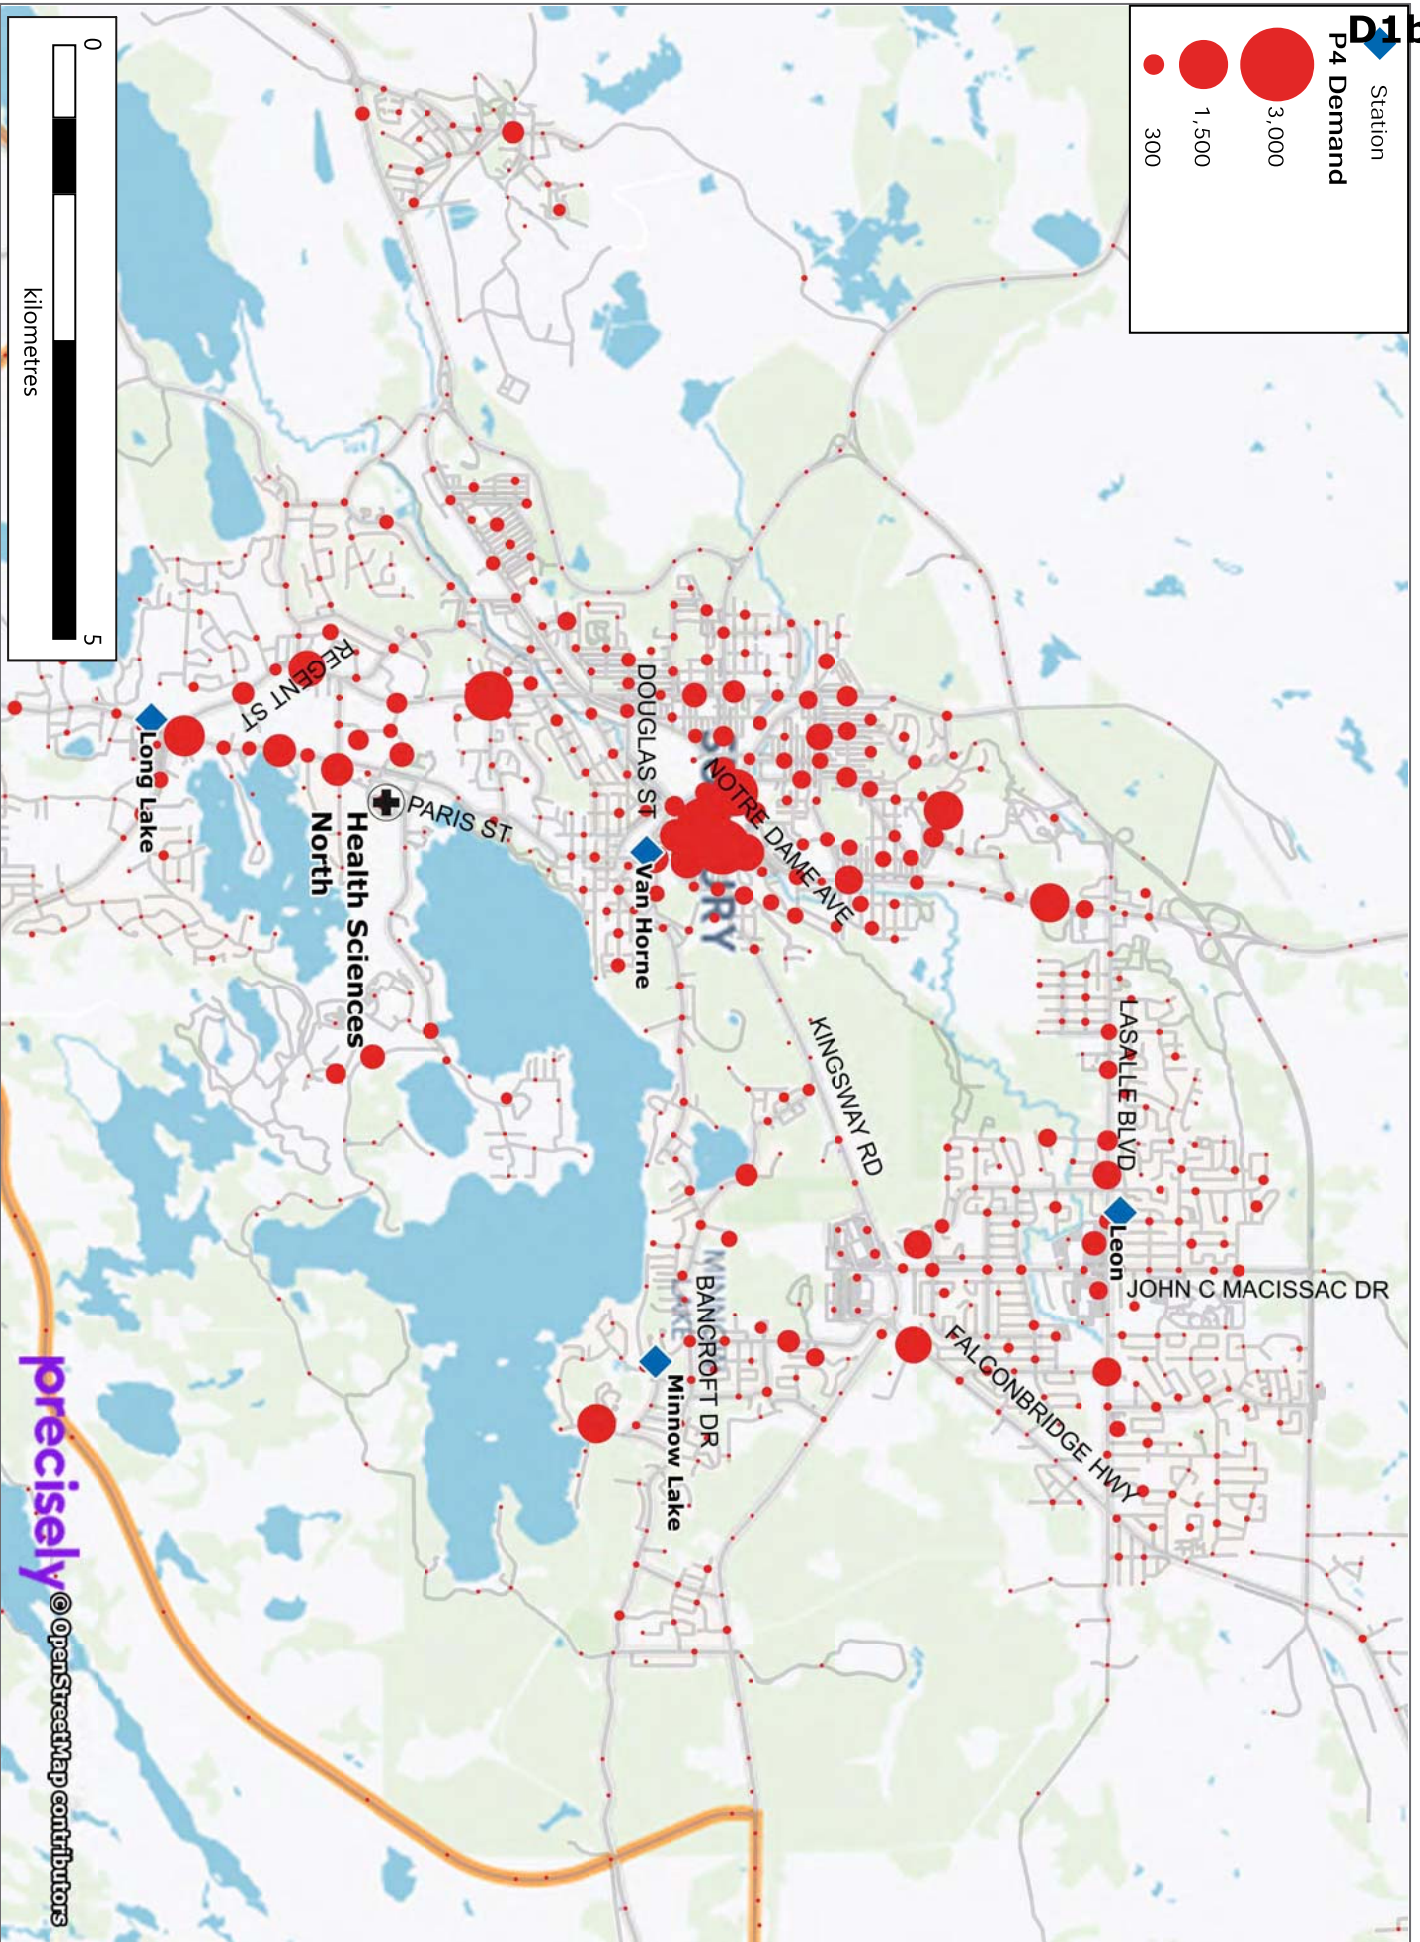 D1b
Station
P4 Demand
3,000
1,500
300
0
5
kilometres
LASALLE BLVD
Leon
JOHN C MACISSAC DR
FALCONBRIDGE HWY
KINGSWAY RD
NOTRE DAME AVE
DOUGLAS ST
Van Horne
BANCROFT DR
Minnow Lake
PARIS ST
Health Sciences
North
REGENT ST
Long Lake
precisely
© OpenStreetMap contributors